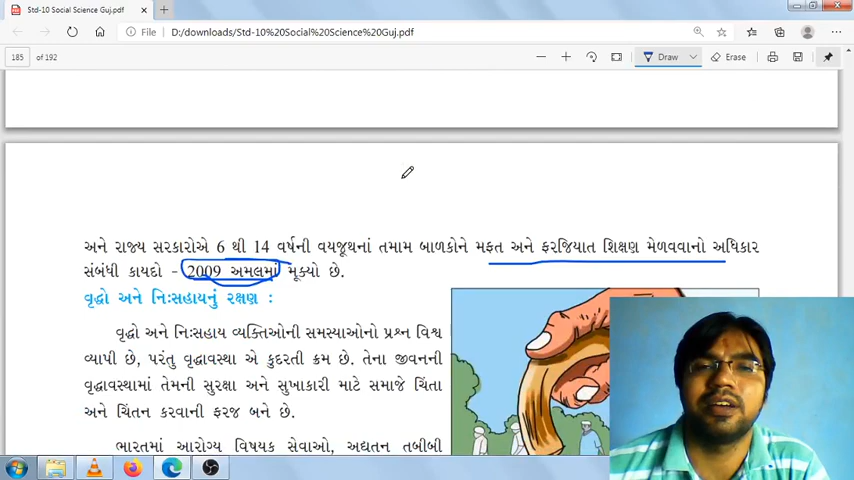 Std-10 Social Science Guj.pdf
File
D:/downloads/Std-10%20Social%20Science%20Guj.pdf
185 of 192
Draw
Erase
અને રાજ્ય સરકારોએ 6 થી 14 વર્ષની વયજૂથનાં તમામ બાળકોને મફત અને ફરજિયાત શિક્ષણ મેળવવાનો અધિકાર
સંબંધી કાયદો - 2009 અમલમાં મૂક્યો છે.
વૃદ્ધો અને નિઃસહાયનું રક્ષણ :
વૃદ્ધો અને નિઃસહાય વ્યક્તિઓની સમસ્યાઓનો પ્રશ્ન વિશ્વ
વ્યાપી છે, પરંતુ વૃદ્ધાવસ્થા એ કુદરતી ક્રમ છે. તેના જીવનની
વૃદ્ધાવસ્થામાં તેમની સુરક્ષા અને સુખાકારી માટે સમાજે ચિંતા
અને ચિંતન કરવાની ફરજ બને છે.
ભારતમાં આરોગ્ય વિષયક સેવાઓ, અદ્યતન તબીબી